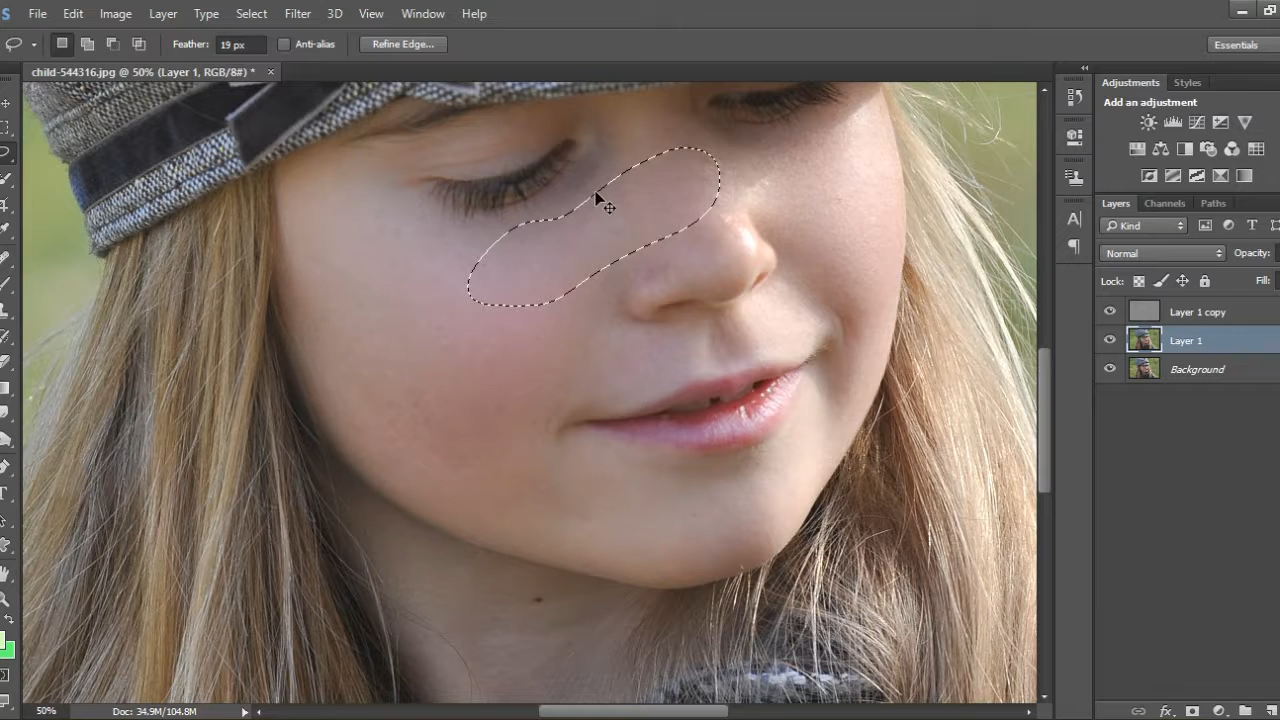 File Edit Image Layer Type Select Filter 3D View Window Help
Feather: 19 px Anti-alias Refine Edge... Essentials
child-544316.jpg @ 50% (Layer 1, RGB/8#) * ×
Adjustments Styles
Add an adjustment
Layers Channels Paths
Kind
Normal Opacity:
Lock: Fill:
Layer 1 copy
Layer 1
Background
50% Doc: 34.9M/104.8M